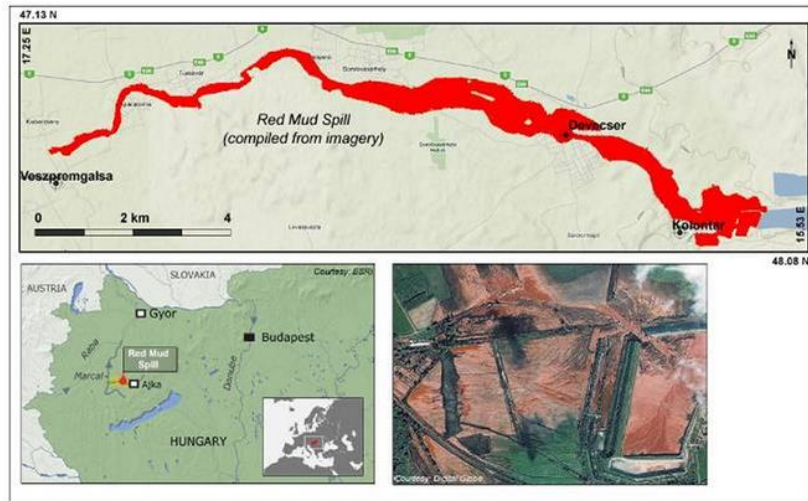 47.13 N
17.25 E
N
Red Mud Spill
(compiled from imagery)
Devecser
Veszpremgalsa
0 2 km 4
Kolontar
15.53 E
48.08 N
SLOVAKIA
Courtesy: ESRI
AUSTRIA
Gyor
Budapest
Raba
Red Mud
Spill
Marcal
Ajka
Danube
HUNGARY
Courtesy: Digital Globe